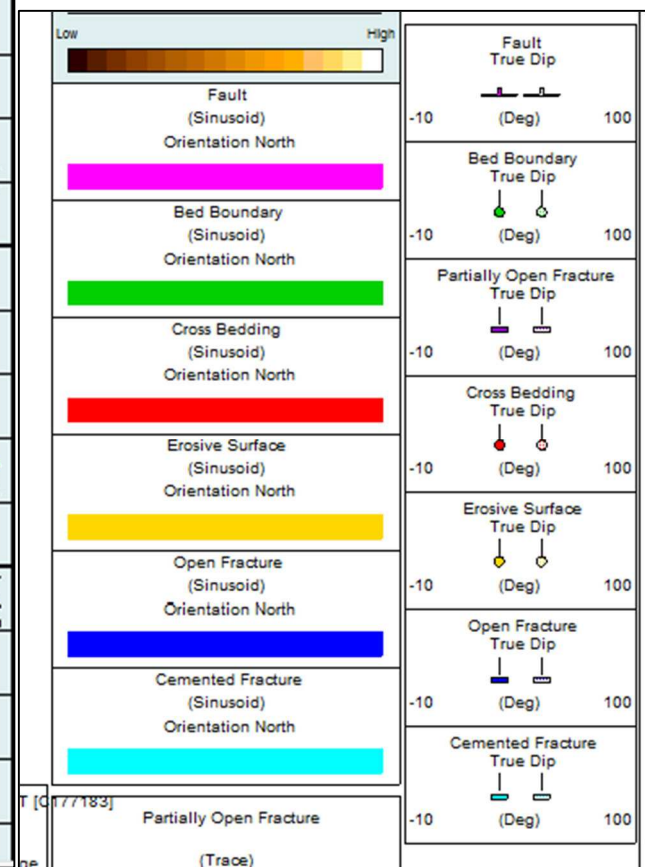 Low High
Fault
(Sinusoid)
Orientation North
Bed Boundary
(Sinusoid)
Orientation North
Cross Bedding
(Sinusoid)
Orientation North
Erosive Surface
(Sinusoid)
Orientation North
Open Fracture
(Sinusoid)
Orientation North
Cemented Fracture
(Sinusoid)
Orientation North
T [C177183]
Partially Open Fracture
(Trace)
ge
Fault
True Dip
-10 (Deg) 100
Bed Boundary
True Dip
-10 (Deg) 100
Partially Open Fracture
True Dip
-10 (Deg) 100
Cross Bedding
True Dip
-10 (Deg) 100
Erosive Surface
True Dip
-10 (Deg) 100
Open Fracture
True Dip
-10 (Deg) 100
Cemented Fracture
True Dip
-10 (Deg) 100